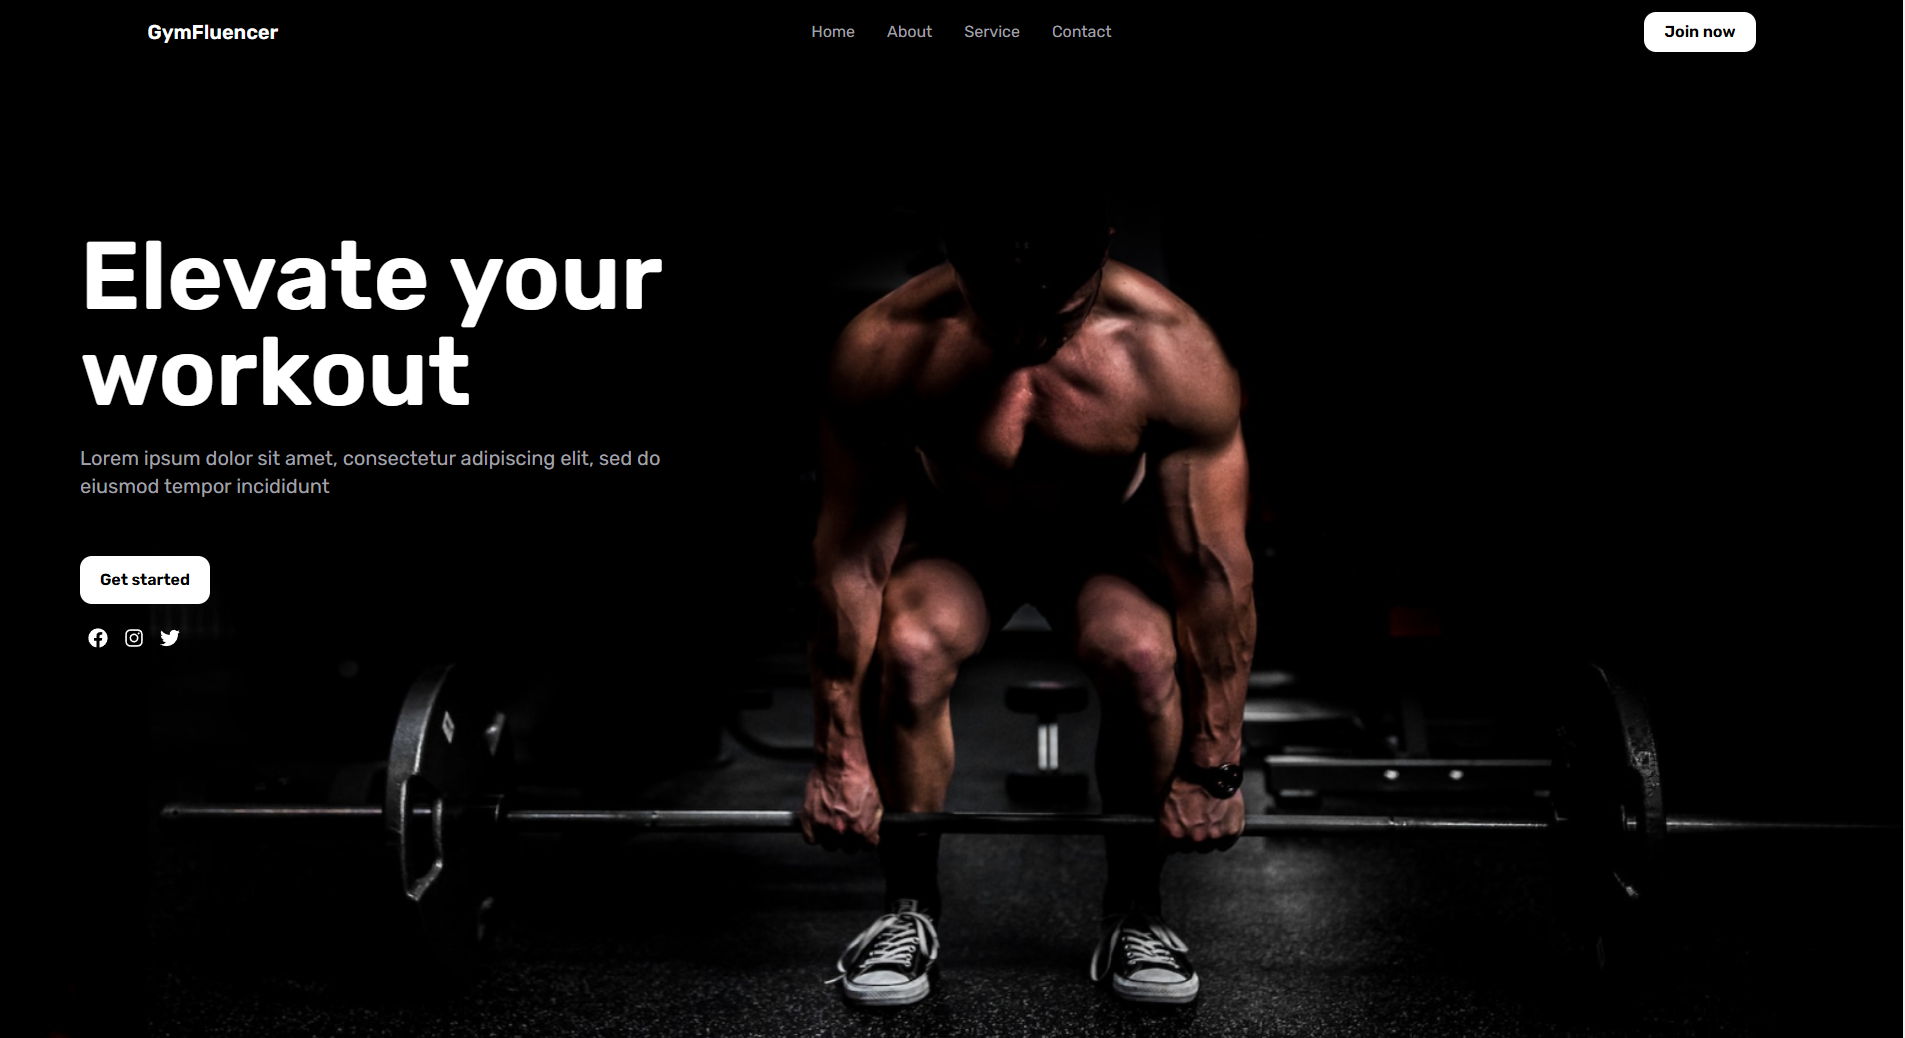 GymFluencer
Home About Service Contact
Join now
Elevate your
workout
Lorem ipsum dolor sit amet, consectetur adipiscing elit, sed do
eiusmod tempor incididunt
Get started